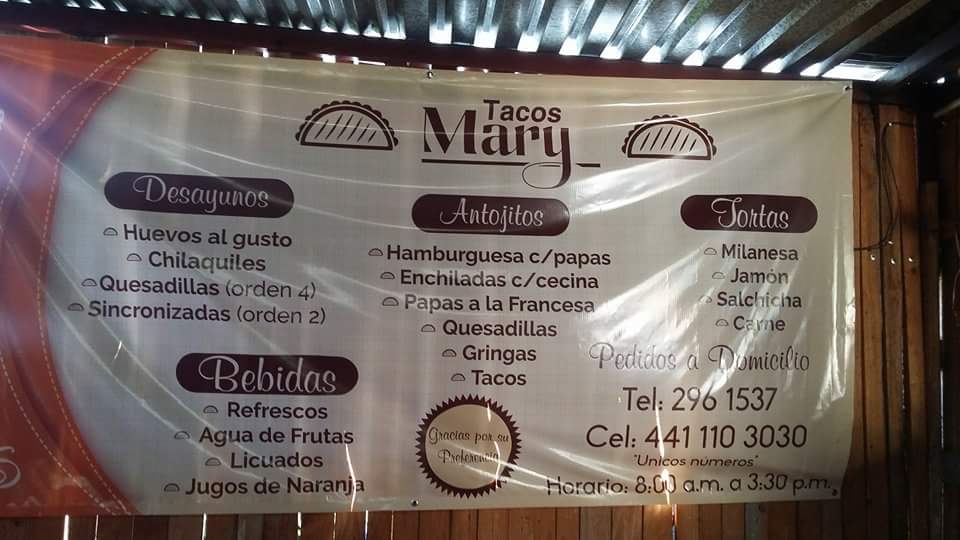 Tacos
Mary
Desayunos
Huevos al gusto
Chilaquiles
Quesadillas (orden 4)
Sincronizadas (orden 2)
Bebidas
Refrescos
Agua de Frutas
Licuados
Jugos de Naranja
Antojitos
Hamburguesa c/papas
Enchiladas c/cecina
Papas a la Francesa
Quesadillas
Gringas
Tacos
Gracias por su
Preferencia
Tortas
Milanesa
Jamón
Salchicha
Carne
Pedidos a Domicilio
Tel: 296 1537
Cel: 441 110 3030
"Unicos números"
Horario: 8:00 a.m. a 3:30 p.m.